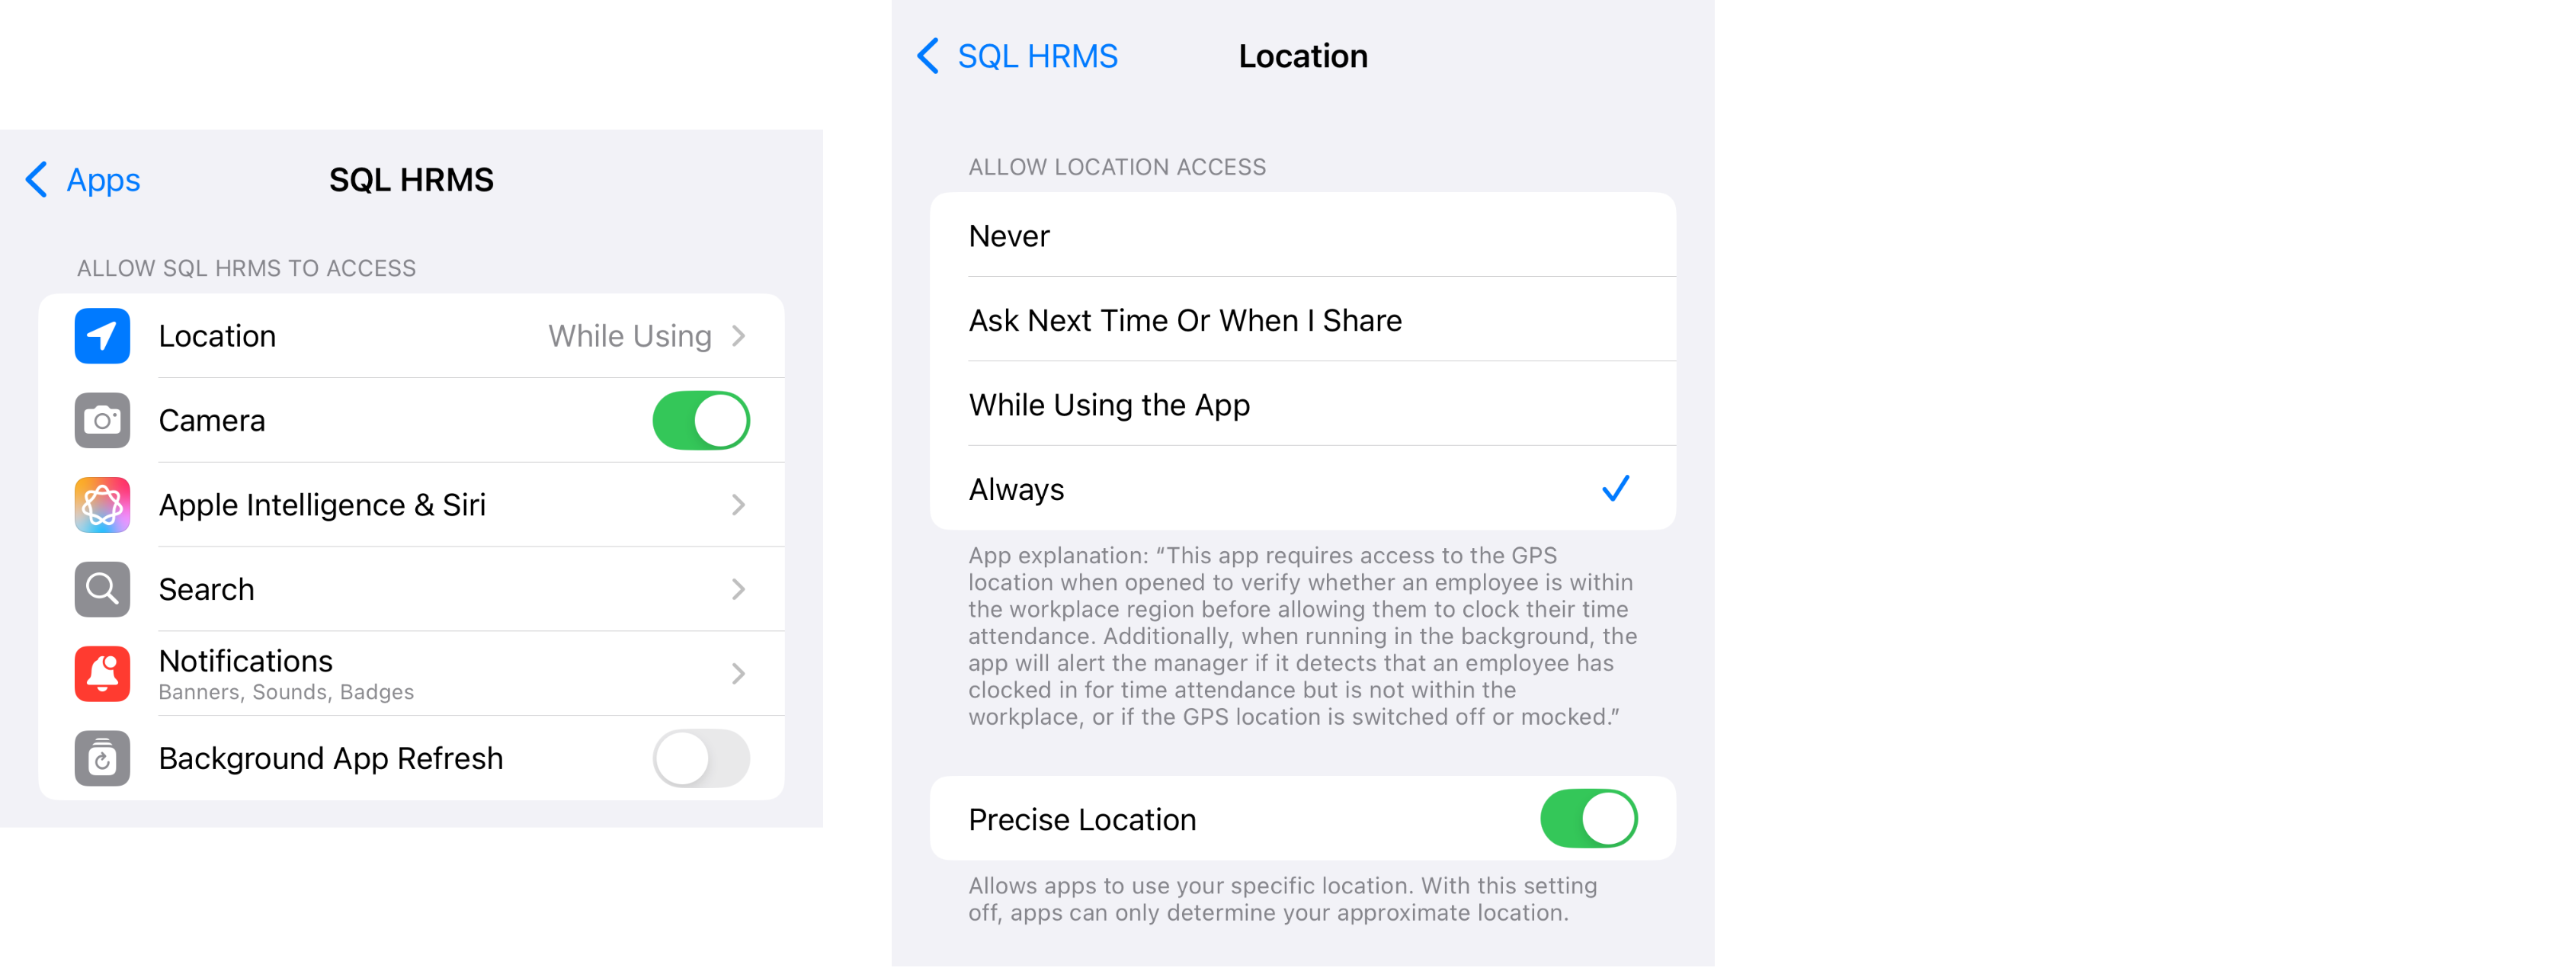 Apps
SQL HRMS
ALLOW SQL HRMS TO ACCESS
Location
While Using
Camera
Apple Intelligence & Siri
Search
Notifications
Banners, Sounds, Badges
Background App Refresh
SQL HRMS
Location
ALLOW LOCATION ACCESS
Never
Ask Next Time Or When I Share
While Using the App
Always
App explanation: “This app requires access to the GPS
location when opened to verify whether an employee is within
the workplace region before allowing them to clock their time
attendance. Additionally, when running in the background, the
app will alert the manager if it detects that an employee has
clocked in for time attendance but is not within the
workplace, or if the GPS location is switched off or mocked.”
Precise Location
Allows apps to use your specific location. With this setting
off, apps can only determine your approximate location.